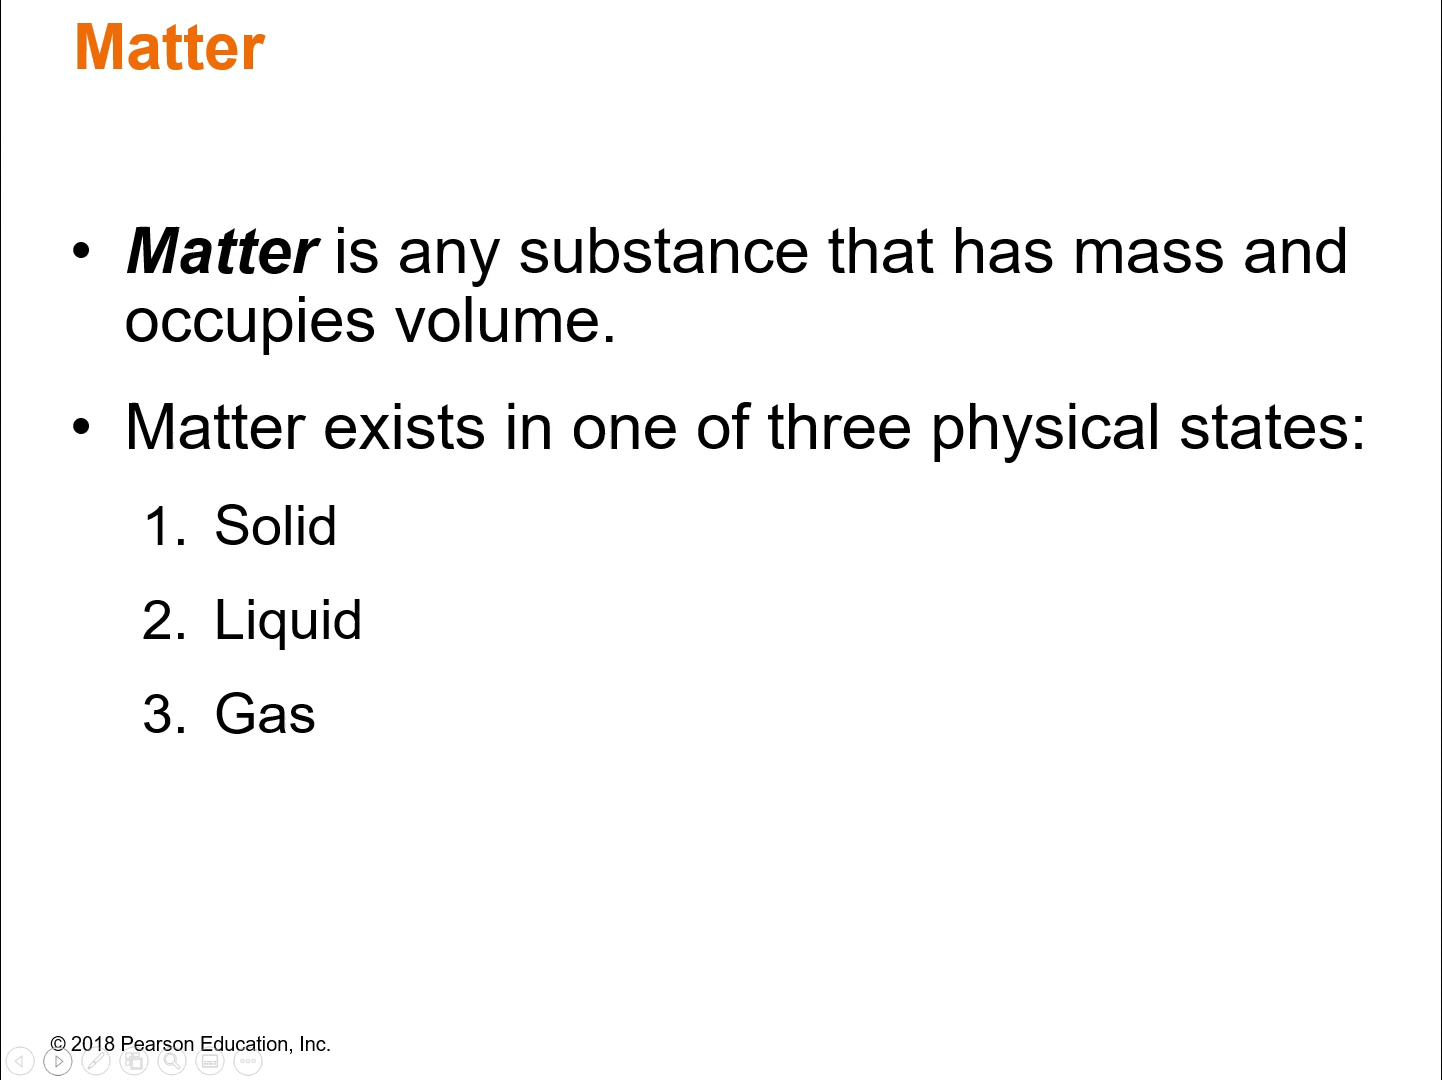 Matter
• Matter is any substance that has mass and
occupies volume.
• Matter exists in one of three physical states:
1. Solid
2. Liquid
3. Gas
© 2018 Pearson Education, Inc.